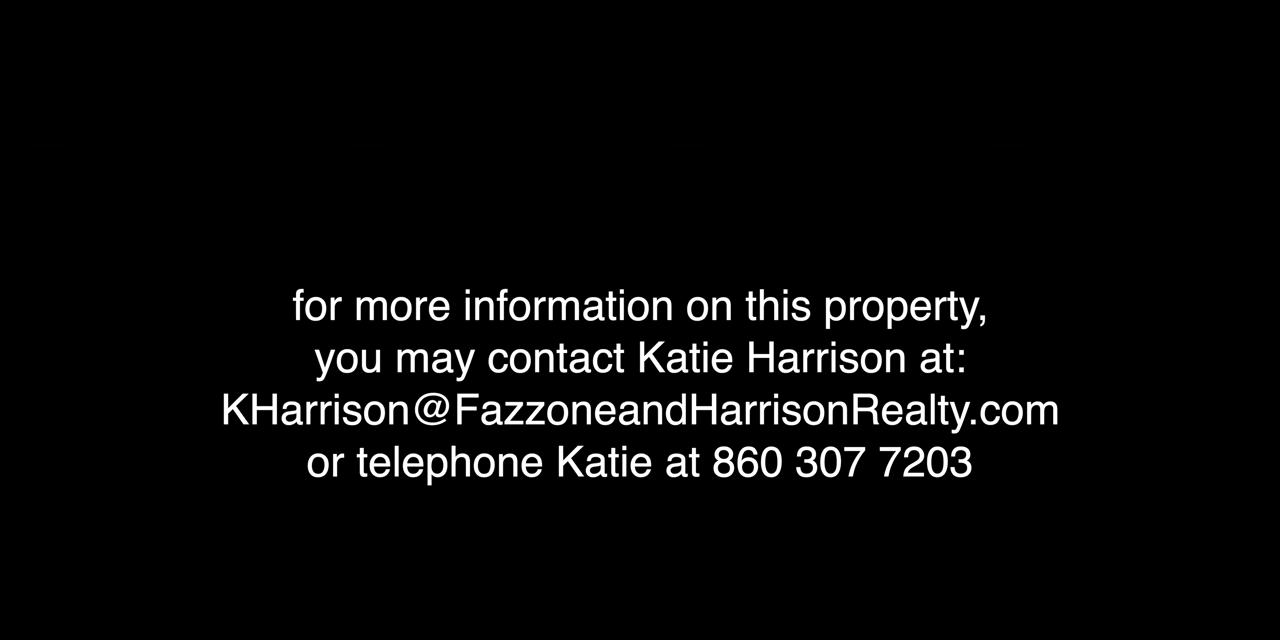 for more information on this property,
you may contact Katie Harrison at:
KHarrison@FazzoneandHarrisonRealty.com
or telephone Katie at 860 307 7203